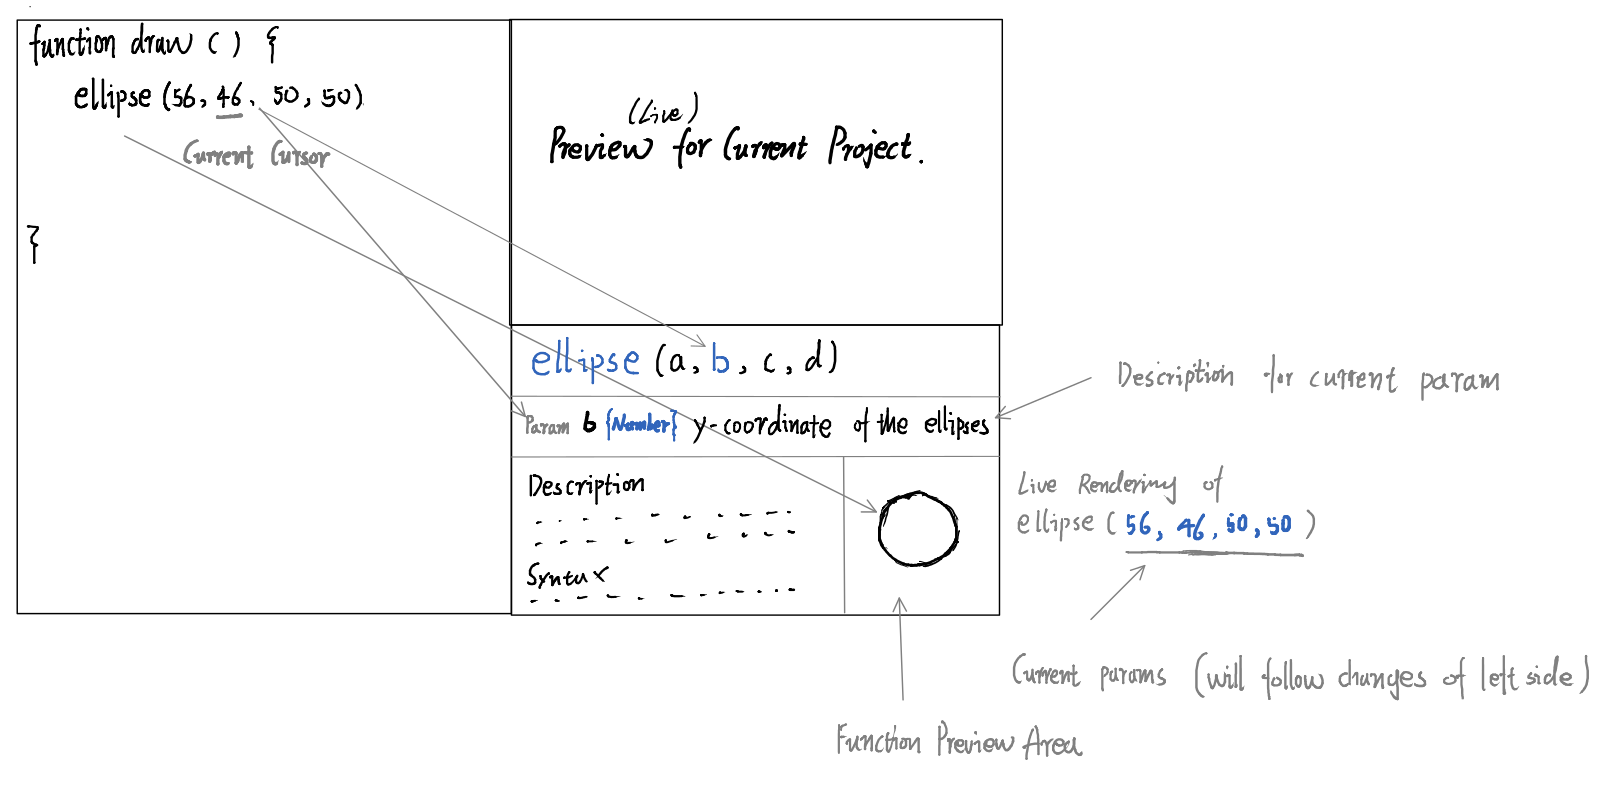 function draw ( ) {
ellipse (56, 46, 50, 50)
Current Cursor
}
(Live)
Preview for Current Project.
ellipse (a, b, c, d)
Param b {Number} y-coordinate of the ellipses
Description
Syntax
Description for current param
Live Rendering of
ellipse ( 56, 46, 50, 50 )
Current params (will follow changes of left side)
Function Preview Area